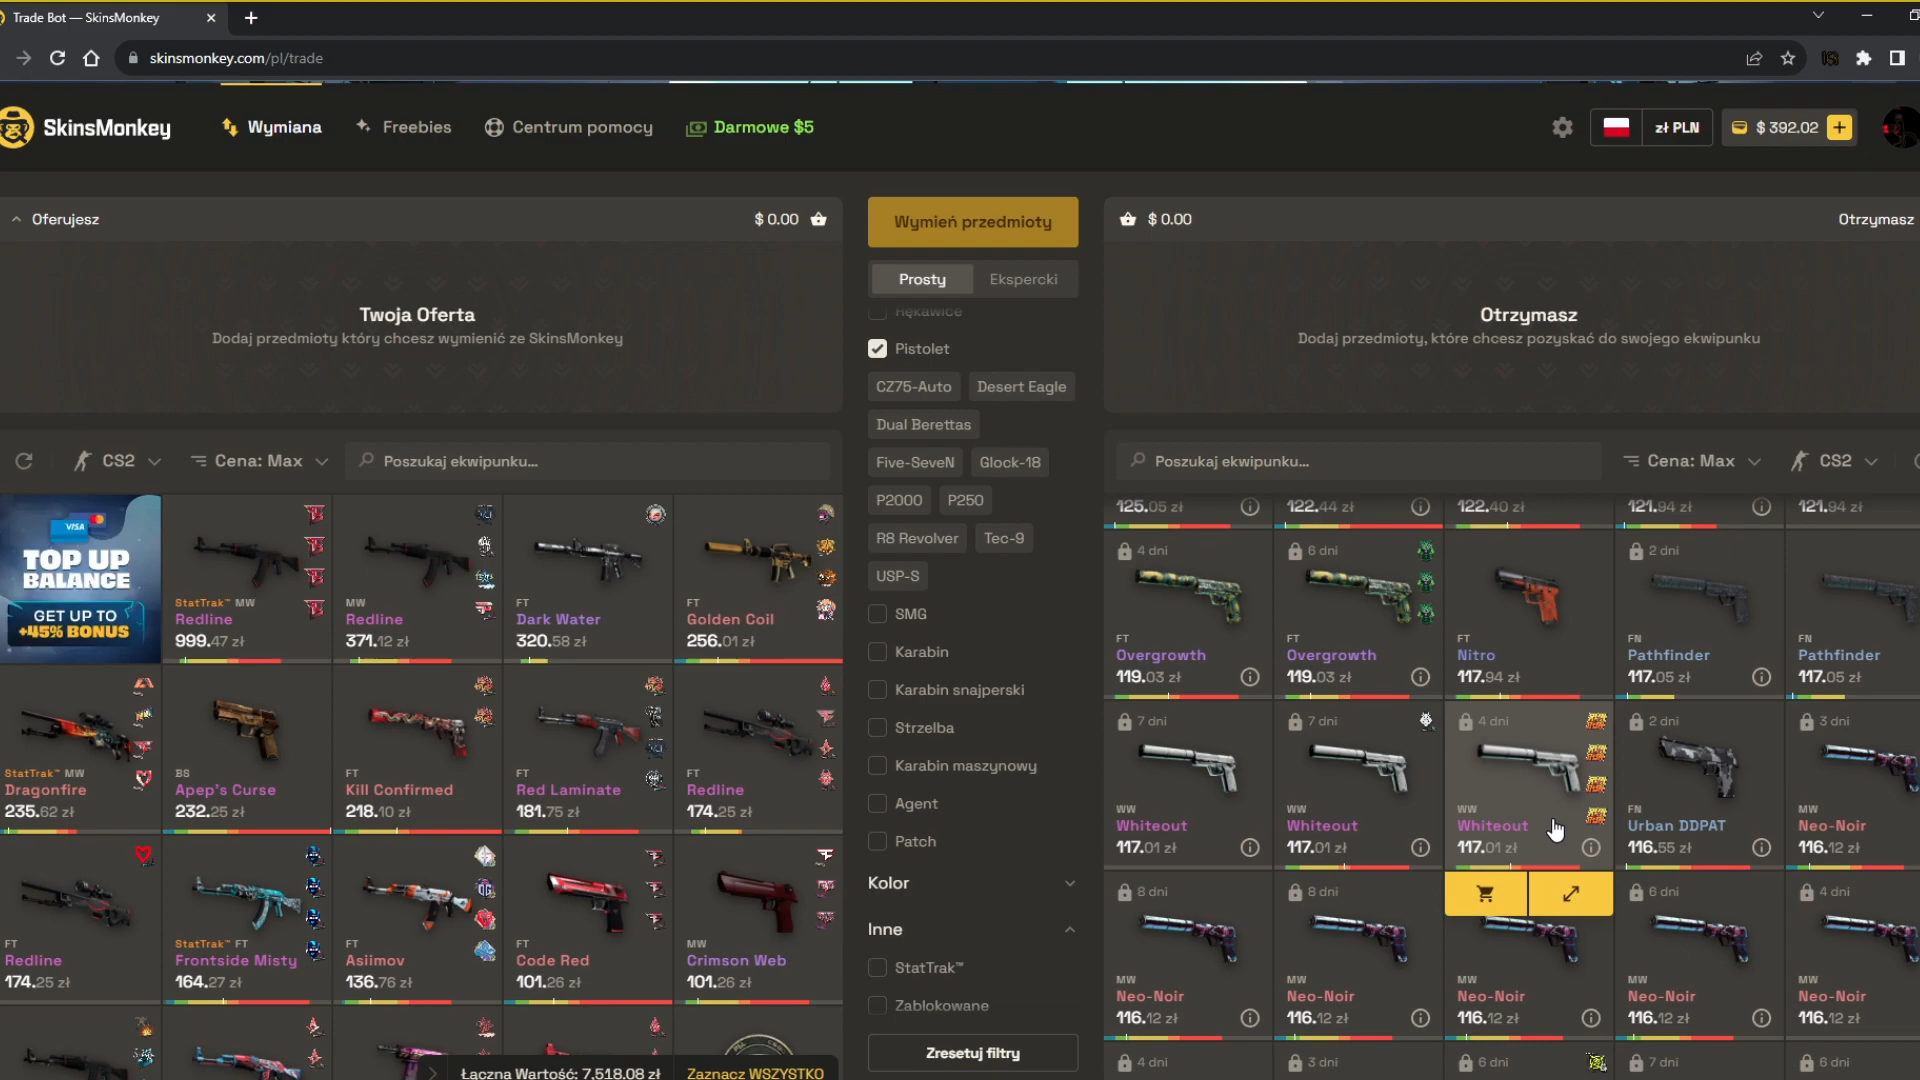 Trade Bot — SkinsMonkey
skinsmonkey.com/pl/trade
SkinsMonkey
Wymiana
Freebies
Centrum pomocy
Darmowe $5
zł PLN
$ 392.02
Oferujesz
$ 0.00
Twoja Oferta
Dodaj przedmioty który chcesz wymienić ze SkinsMonkey
Wymień przedmioty
Prosty
Ekspercki
$ 0.00
Otrzymasz
Otrzymasz
Dodaj przedmioty, które chcesz pozyskać do swojego ekwipunku
CS2
Cena: Max
Poszukaj ekwipunku...
VISA
TOP UP
BALANCE
GET UP TO
+45% BONUS
StatTrak™ MW
Redline
999.47 zł
MW
Redline
371.12 zł
FT
Dark Water
320.58 zł
FT
Golden Coil
256.01 zł
StatTrak™ MW
Dragonfire
235.62 zł
BS
Apep's Curse
232.25 zł
FT
Kill Confirmed
218.10 zł
FT
Red Laminate
181.75 zł
FT
Redline
174.25 zł
FT
Redline
174.25 zł
StatTrak™ FT
Frontside Misty
164.27 zł
FT
Asiimov
136.76 zł
FT
Code Red
101.26 zł
MW
Crimson Web
101.26 zł
Łączna Wartość: 7,518.08 zł
Zaznacz WSZYSTKO
Rękawice
Pistolet
CZ75-Auto
Desert Eagle
Dual Berettas
Five-SeveN
Glock-18
P2000
P250
R8 Revolver
Tec-9
USP-S
SMG
Karabin
Karabin snajperski
Strzelba
Karabin maszynowy
Agent
Patch
Kolor
Inne
StatTrak™
Zablokowane
Zresetuj filtry
Poszukaj ekwipunku...
Cena: Max
CS2
125.05 zł
122.44 zł
122.40 zł
121.94 zł
121.94 zł
4 dni
FT
Overgrowth
119.03 zł
6 dni
FT
Overgrowth
119.03 zł
FT
Nitro
117.94 zł
2 dni
FN
Pathfinder
117.05 zł
FN
Pathfinder
117.05 zł
7 dni
WW
Whiteout
117.01 zł
7 dni
WW
Whiteout
117.01 zł
4 dni
WW
Whiteout
117.01 zł
2 dni
FN
Urban DDPAT
116.55 zł
3 dni
MW
Neo-Noir
116.12 zł
8 dni
MW
Neo-Noir
116.12 zł
8 dni
MW
Neo-Noir
116.12 zł
MW
Neo-Noir
116.12 zł
6 dni
MW
Neo-Noir
116.12 zł
4 dni
MW
Neo-Noir
116.12 zł
4 dni
3 dni
6 dni
7 dni
6 dni